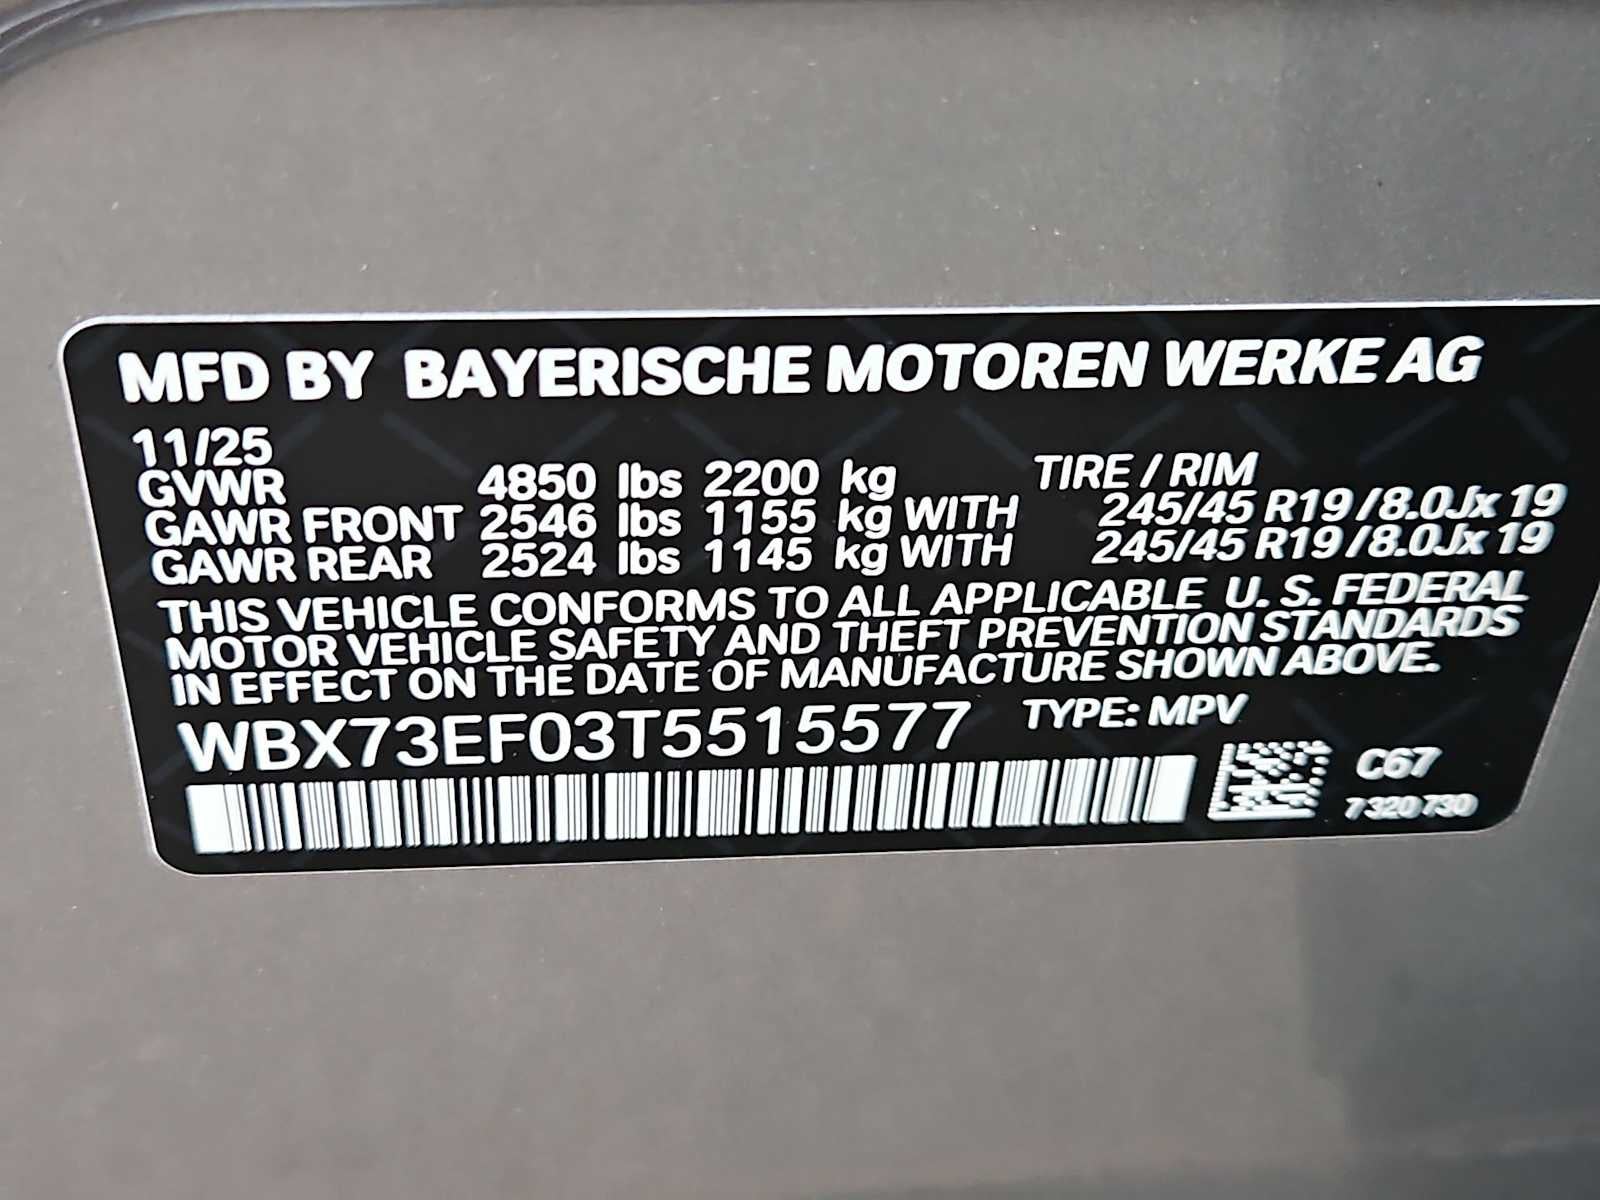 MFD BY BAYERISCHE MOTOREN WERKE AG
11/25
GVWR 4850 lbs 2200 kg TIRE / RIM
GAWR FRONT 2546 lbs 1155 kg WITH 245/45 R19 / 8.0Jx 19
GAWR REAR 2524 lbs 1145 kg WITH 245/45 R19 / 8.0Jx 19
THIS VEHICLE CONFORMS TO ALL APPLICABLE U. S. FEDERAL
MOTOR VEHICLE SAFETY AND THEFT PREVENTION STANDARDS
IN EFFECT ON THE DATE OF MANUFACTURE SHOWN ABOVE.
WBX73EF03T5515577 TYPE: MPV
C67
7 320 730